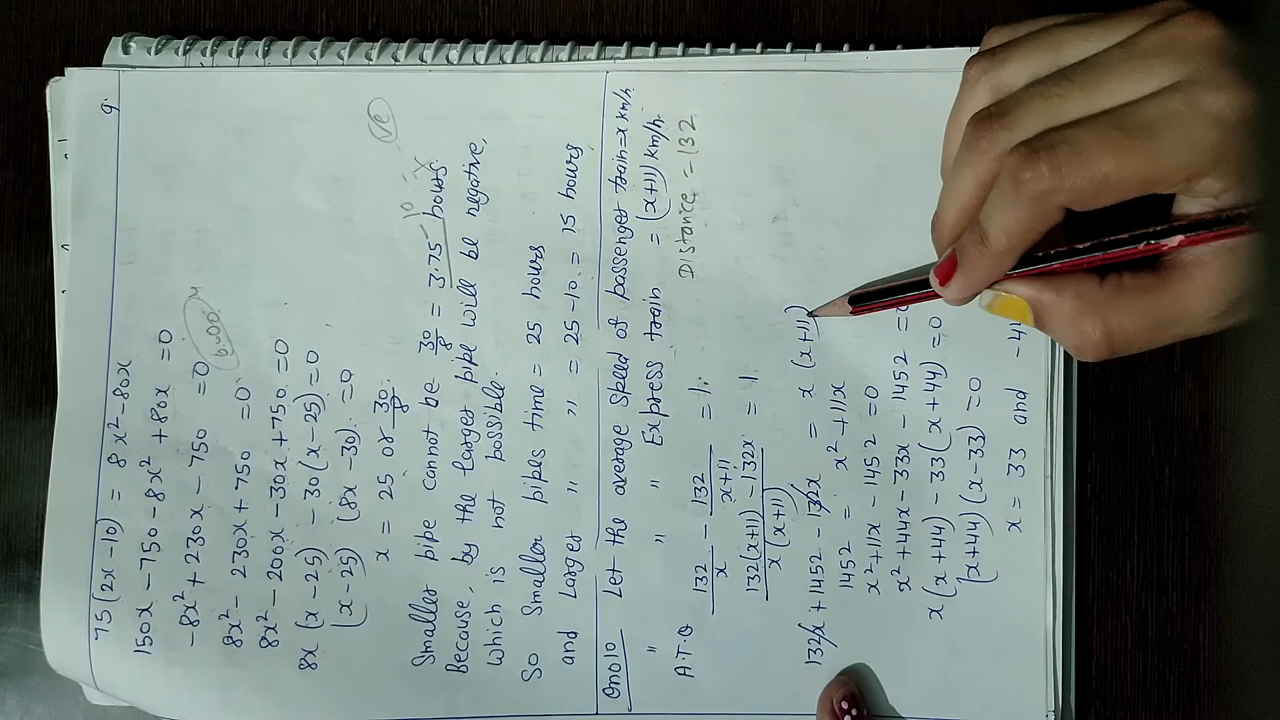 75(2x-10) = 8x²-80x
9.
150x - 750 - 8x² + 80x = 0
-8x² + 230x - 750 = 0
8x² - 230x + 750 = 0
8x² - 200x - 30x + 750 = 0
8x (x-25) - 30(x-25) = 0
(x-25) (8x-30) = 0
x = 25 or 30/8.
Smaller pipe cannot be 30/8 = 3.75 hours.
-10
Ve
Because, by the larger pipe will be negative,
which is not possible.
So Smaller pipes time = 25 hours
and Larger " " = 25-10 = 15 hours
Qno10 Let the average Speed of passenger train = x km/h.
" " " Express train = (x+11) km/h.
Distance = 132
A.T.Q 132/x - 132/x+11 = 1.
132(x+11) - 132x / x(x+11) = 1
132x + 1452 - 132x = x (x+11)
1452 = x² + 11x
x² + 11x - 1452 = 0
x² + 44x - 33x - 1452 = 0
x (x+44) - 33 (x+44) = 0
(x+44) (x-33) = 0
x = 33 and